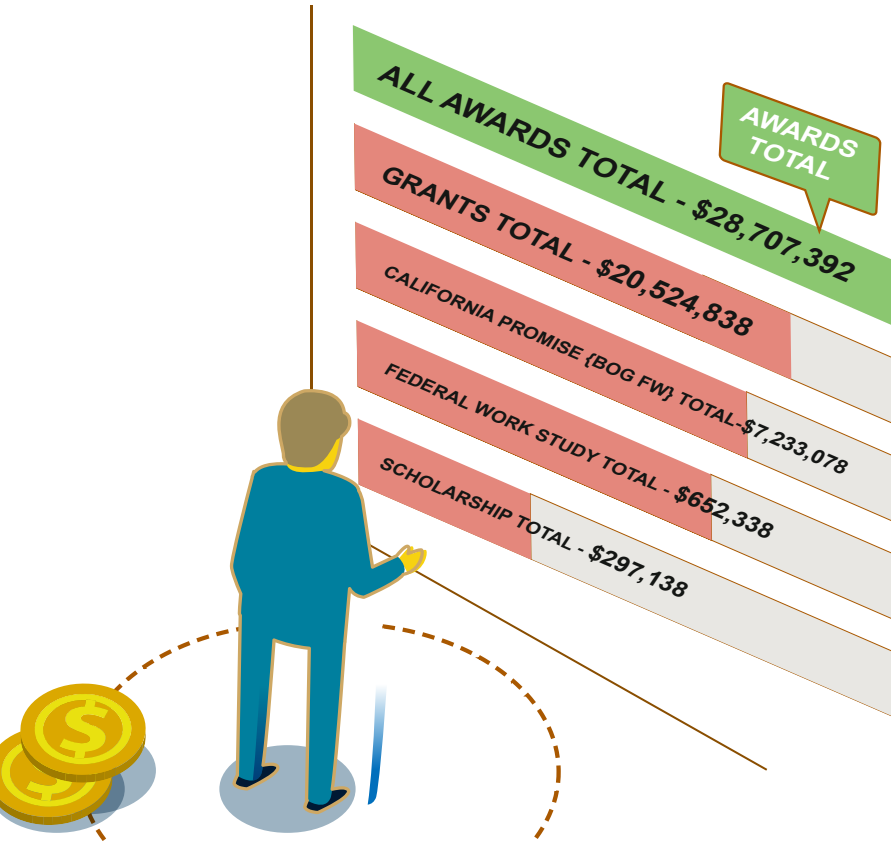 AWARDS
TOTAL
ALL AWARDS TOTAL - $28,707,392
GRANTS TOTAL - $20,524,838
CALIFORNIA PROMISE {BOG FW} TOTAL-$7,233,078
FEDERAL WORK STUDY TOTAL - $652,338
SCHOLARSHIP TOTAL - $297,138
$
$